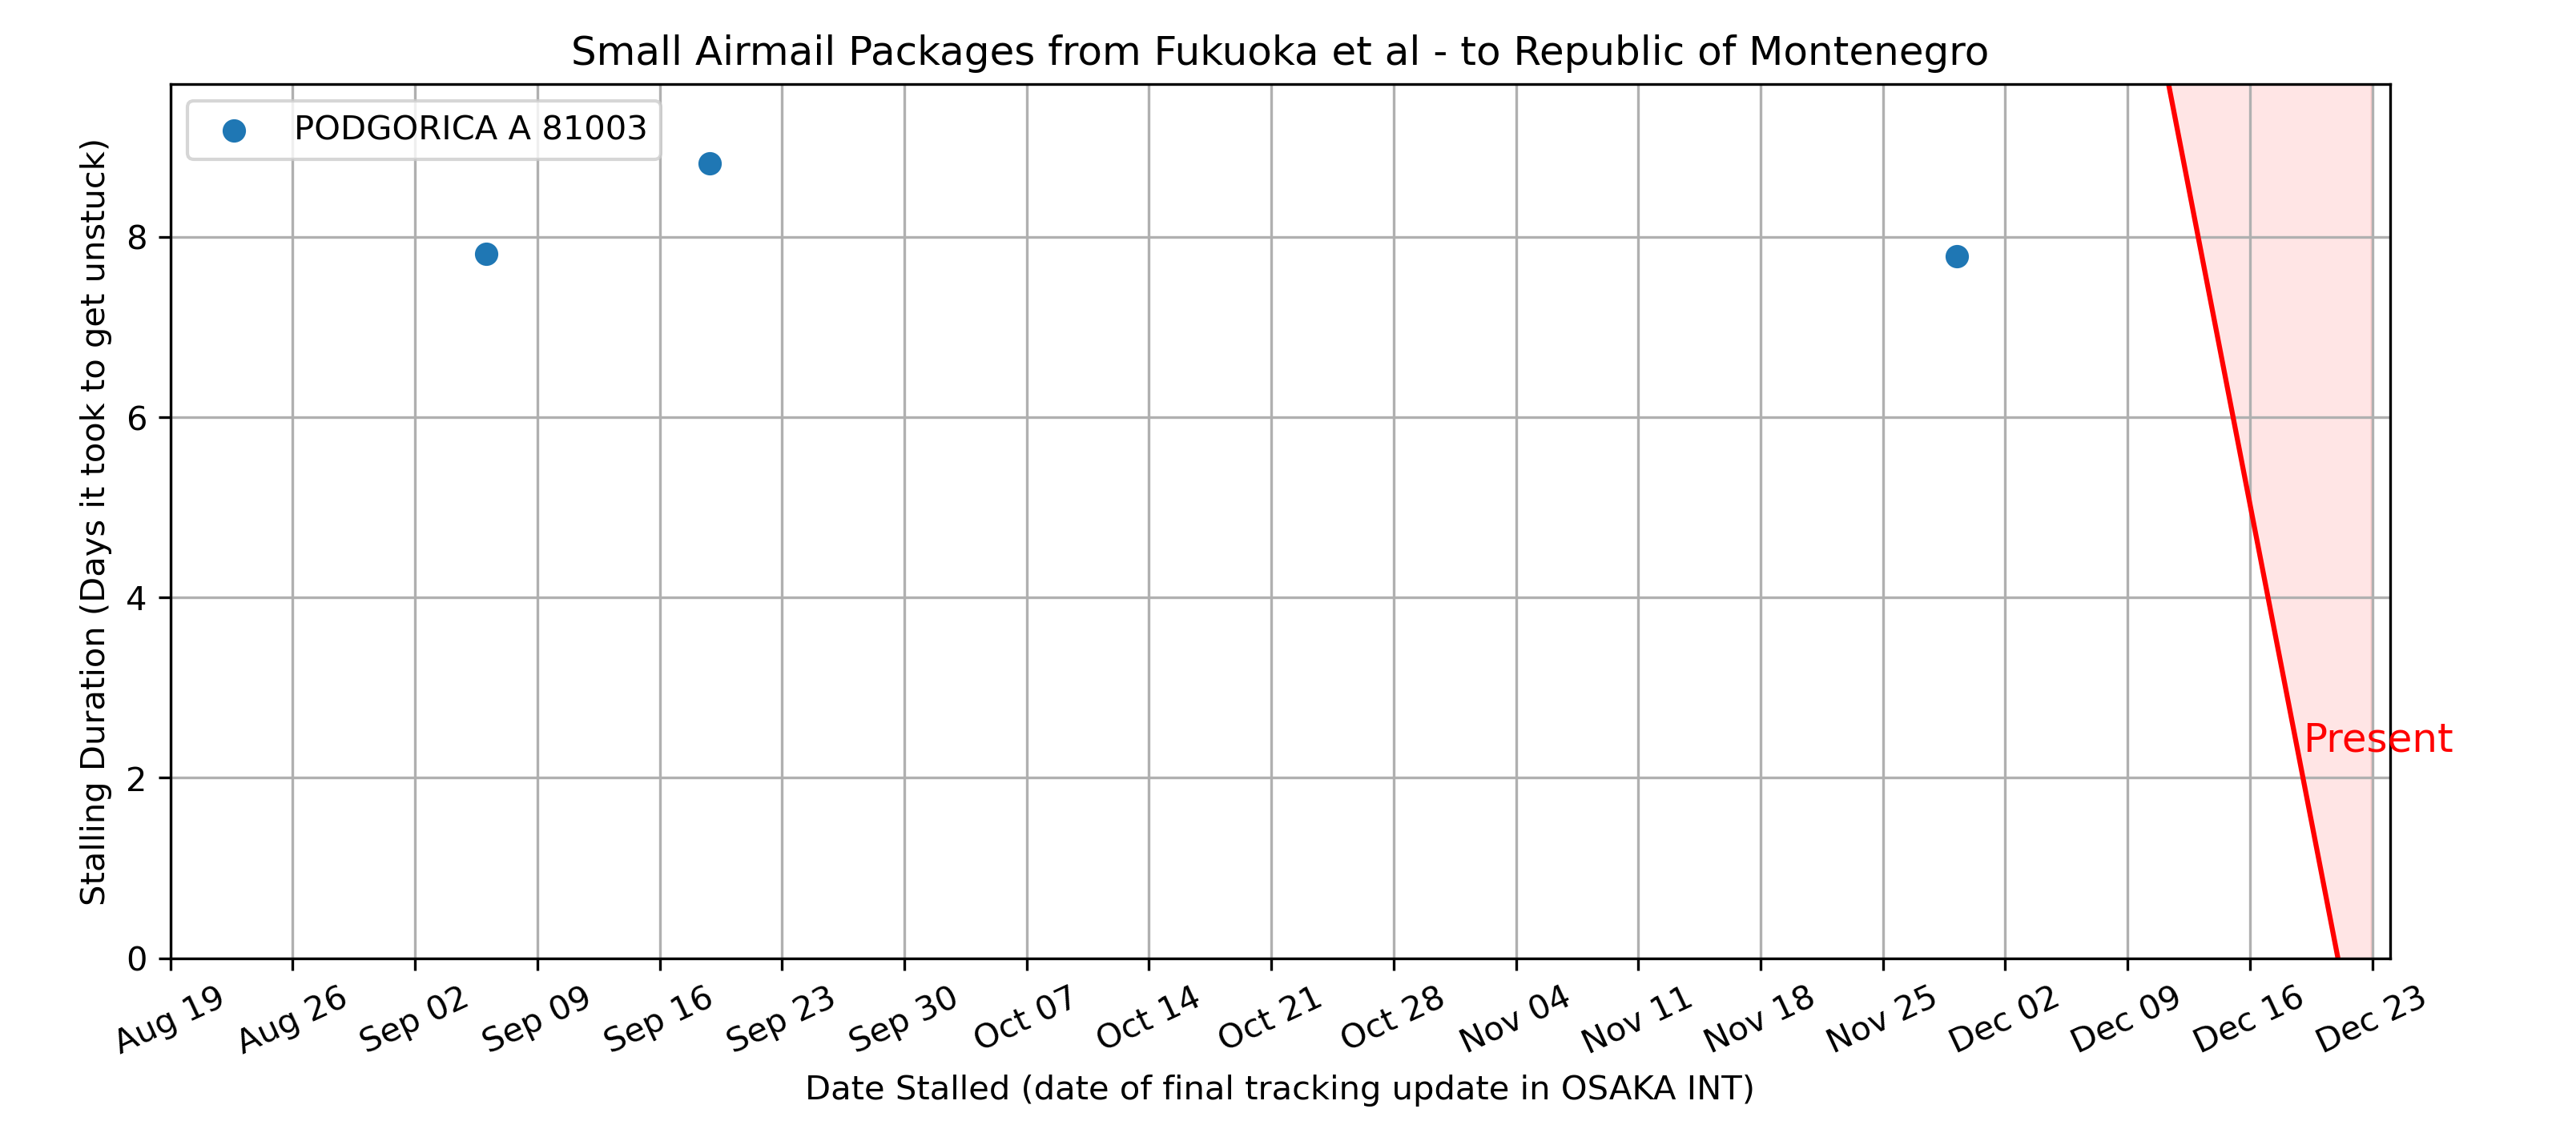 Small Airmail Packages from Fukuoka et al - to Republic of Montenegro
PODGORICA A 81003
Stalling Duration (Days it took to get unstuck)
8
6
4
2
0
Present
Aug 19
Aug 26
Sep 02
Sep 09
Sep 16
Sep 23
Sep 30
Oct 07
Oct 14
Oct 21
Oct 28
Nov 04
Nov 11
Nov 18
Nov 25
Dec 02
Dec 09
Dec 16
Dec 23
Date Stalled (date of final tracking update in OSAKA INT)